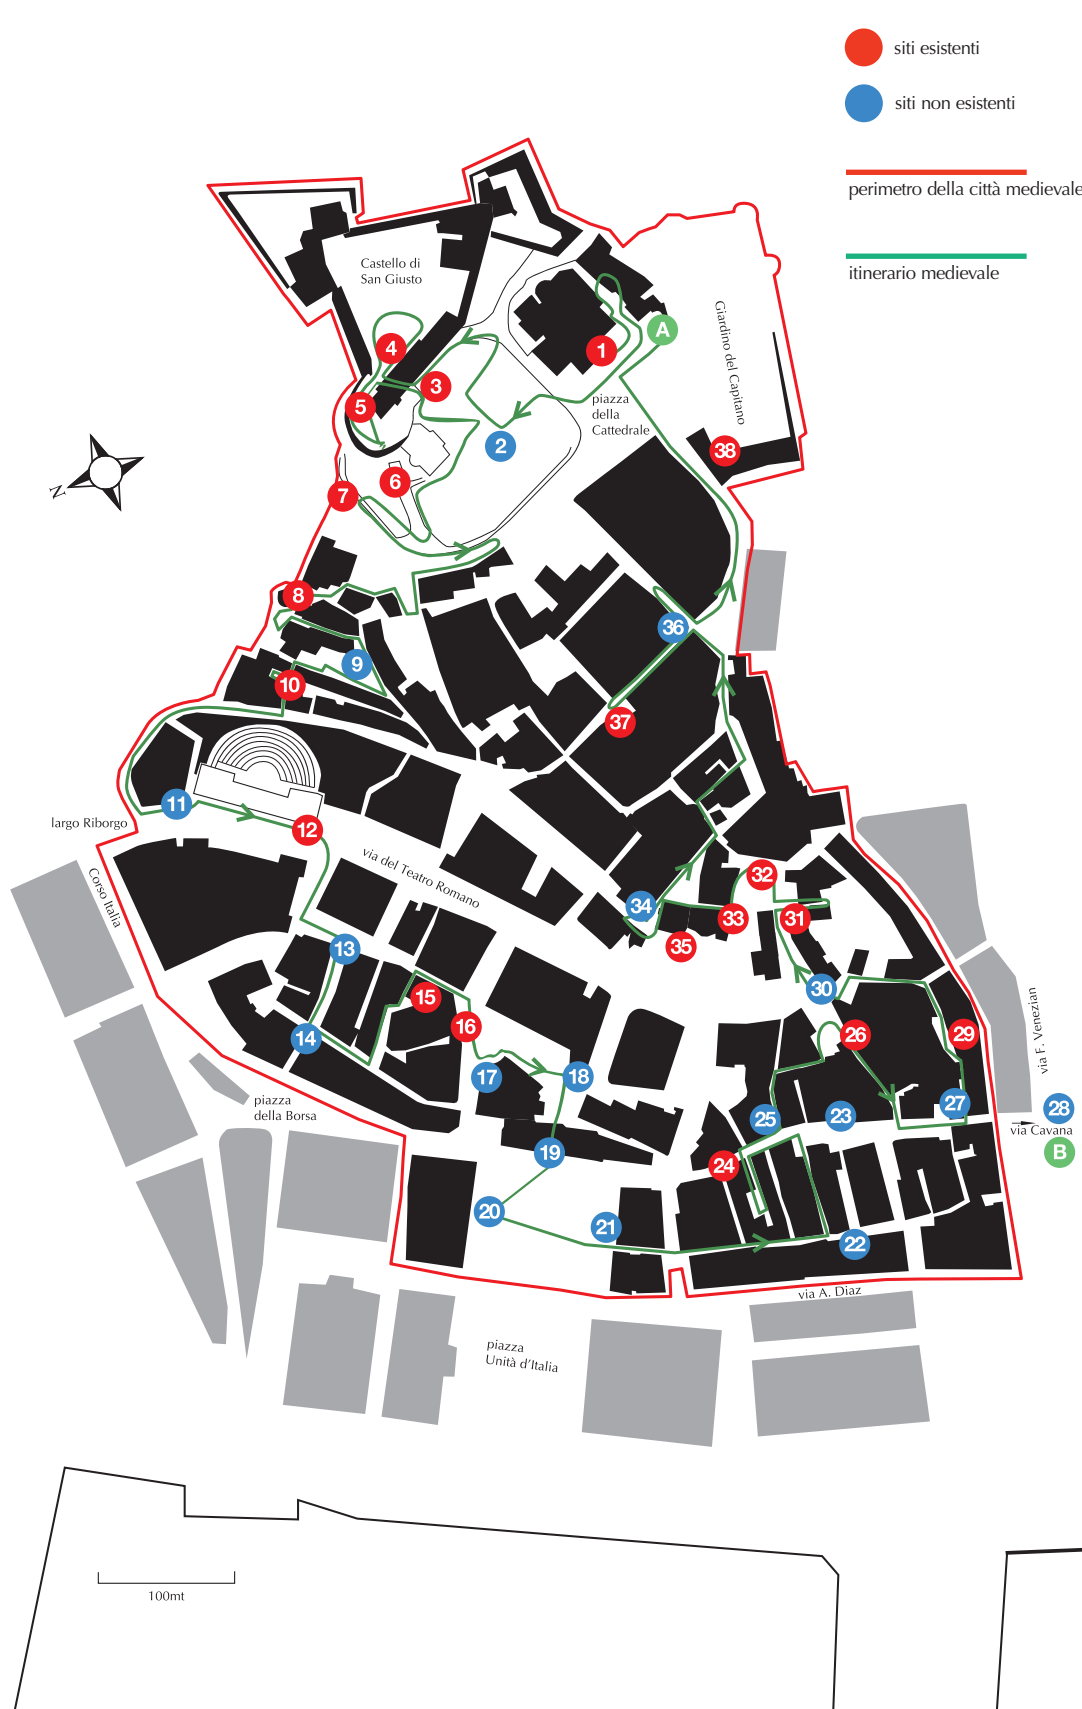 siti esistenti
siti non esistenti
perimetro della città medievale
itinerario medievale
Castello di
San Giusto
Giardino del Capitano
A
1
4
3
5
piazza
della
Cattedrale
2
38
6
7
N
8
36
9
10
37
11
largo Riborgo
12
Corso Italia
via del Teatro Romano
32
34
33
31
35
13
30
15
16
26
29
14
via F. Venezian
17
18
piazza
della Borsa
25
23
27
28
via Cavana
B
19
24
20
21
22
via A. Diaz
piazza
Unità d'Italia
100mt